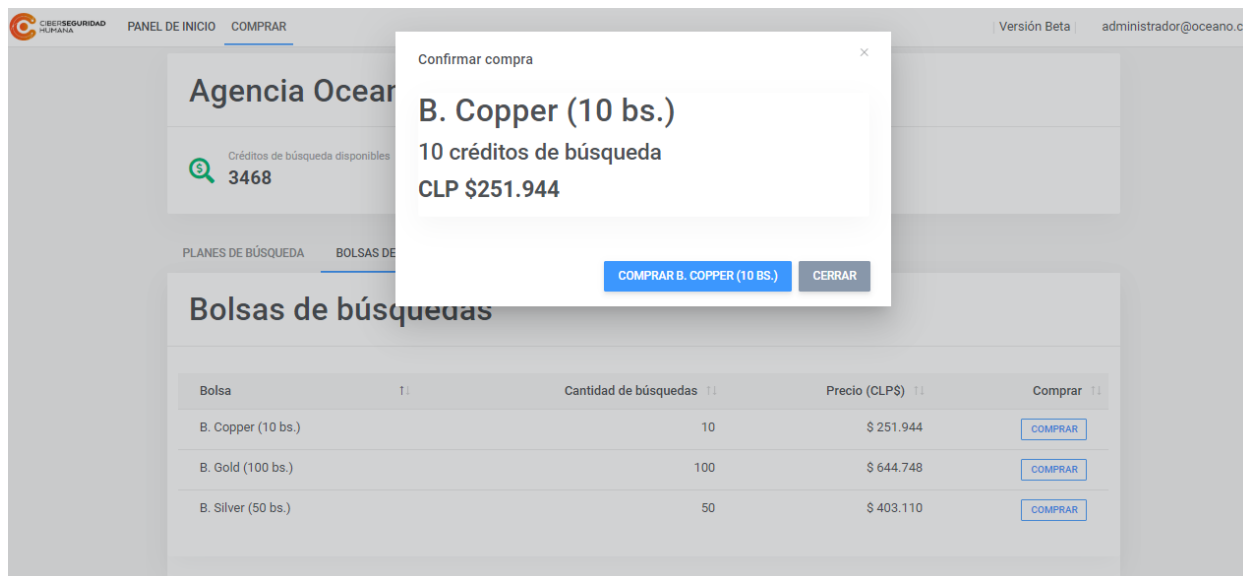 CIBERSEGURIDAD
HUMANA
PANEL DE INICIO COMPRAR
Versión Beta
administrador@oceano.c
Confirmar compra
×
B. Copper (10 bs.)
10 créditos de búsqueda
CLP $251.944
COMPRAR B. COPPER (10 BS.) CERRAR
Agencia Ocean
Créditos de búsqueda disponibles
3468
PLANES DE BÚSQUEDA BOLSAS DE
Bolsas de búsquedas
Bolsa Cantidad de búsquedas Precio (CLP$) Comprar
B. Copper (10 bs.) 10 $ 251.944 COMPRAR
B. Gold (100 bs.) 100 $ 644.748 COMPRAR
B. Silver (50 bs.) 50 $ 403.110 COMPRAR